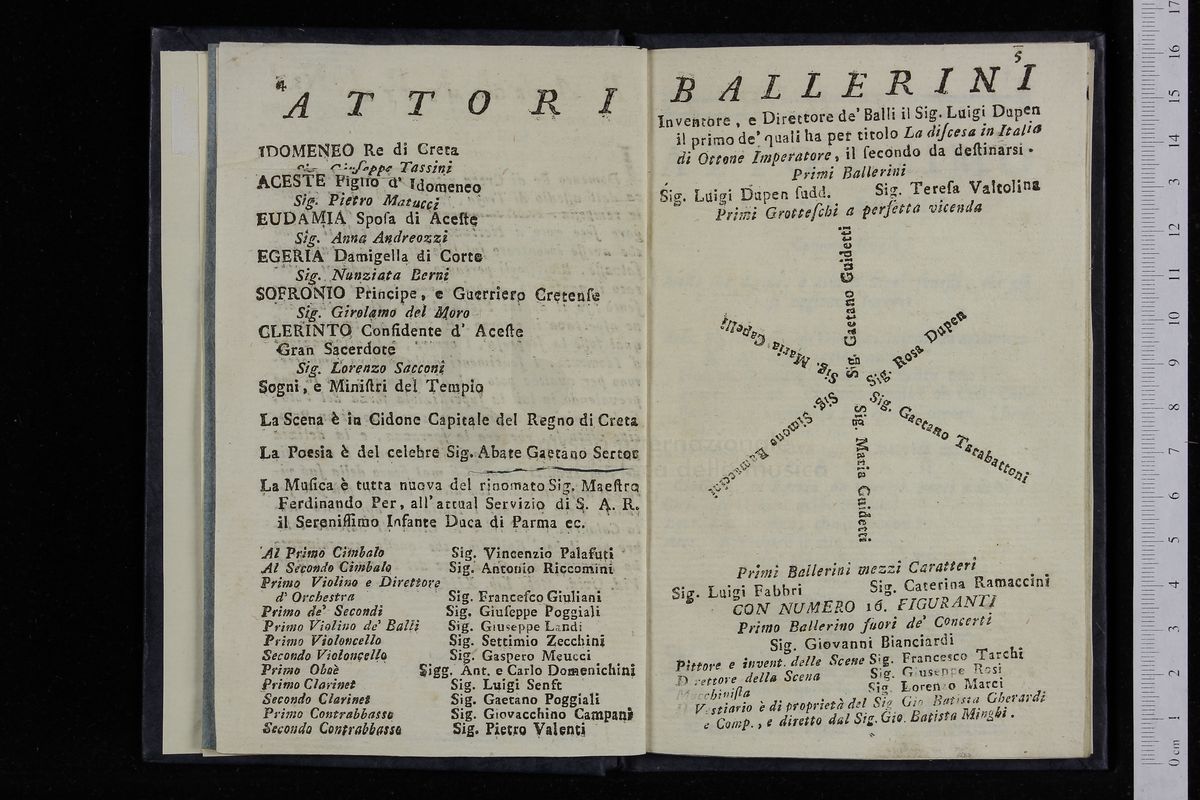 4
ATTORI
IDOMENEO Re di Creta
Giuſeppe Tassini
ACESTE Figlio d' Idomeneo
Sig. Pietro Matucci
EUDAMIA Spoſa di Aceſte
Sig. Anna Andreozzi
EGERIA Damigella di Corte
Sig. Nunziata Berni
SOFRONIO Principe, e Guerriero Cretenſe
Sig. Girolamo del Moro
CLERINTO Confidente d' Aceſte
Gran Sacerdote
Sig. Lorenzo Sacconi
Sogni, e Miniſtri del Tempio
La Scena è in Cidone Capitale del Regno di Creta
La Poesia è del celebre Sig. Abate Gaetano Sertor
La Muſica è tutta nuova del rinomato Sig. Maeſtro
Ferdinando Per, all' attual Servizio di S. A. R.
il Sereniſſimo Infante Duca di Parma ec.
Al Primo Cimbalo Sig. Vincenzio Palafuti
Al Secondo Cimbalo Sig. Antonio Riccomini
Primo Violino e Direttore
d' Orchestra Sig. Franceſco Giuliani
Primo de' Secondi Sig. Giuſeppe Poggiali
Primo Violino de' Balli Sig. Giuseppe Landi
Primo Violoncello Sig. Settimio Zecchini
Secondo Violoncello Sig. Gaspero Meucci
Primo Oboè Sigg. Ant. e Carlo Domenichini
Primo Clarinet Sig. Luigi Senft
Secondo Clarinet Sig. Gaetano Poggiali
Primo Contrabbasso Sig. Giovacchino Campani
Secondo Contrabbasso Sig. Pietro Valenti
5
BALLERINI
Inventore, e Direttore de' Balli il Sig. Luigi Dupen
il primo de' quali ha per titolo La diſcesa in Italia
di Ottone Imperatore, il ſecondo da deſtinarsi.
Primi Ballerini
Sig. Luigi Dupen ſudd. Sig. Tereſa Valtolina
Primi Grotteſchi a perfetta vicenda
Sig. Gaetano Guidetti
Sig. Rosa Dupen
Sig. Gaetano Tarabattoni
Sig. Maria Guidetti
Sig. Simone Ramaccini
Sig. Maria Capelli
Primi Ballerini mezzi Caratteri
Sig. Luigi Fabbri Sig. Caterina Ramaccini
CON NUMERO 16. FIGURANTI
Primo Ballerino fuori de' Concerti
Sig. Giovanni Bianciardi
Pittore e invent. delle Scene Sig. Francesco Tarchi
Direttore della Scena Sig. Giuseppe Rosi
Macchiniſta Sig. Lorenzo Marci
Il Veſtiario è di proprietà del Sig Gio Batista Gherardi
e Comp., e diretto dal Sig. Gio. Batista Minghi.